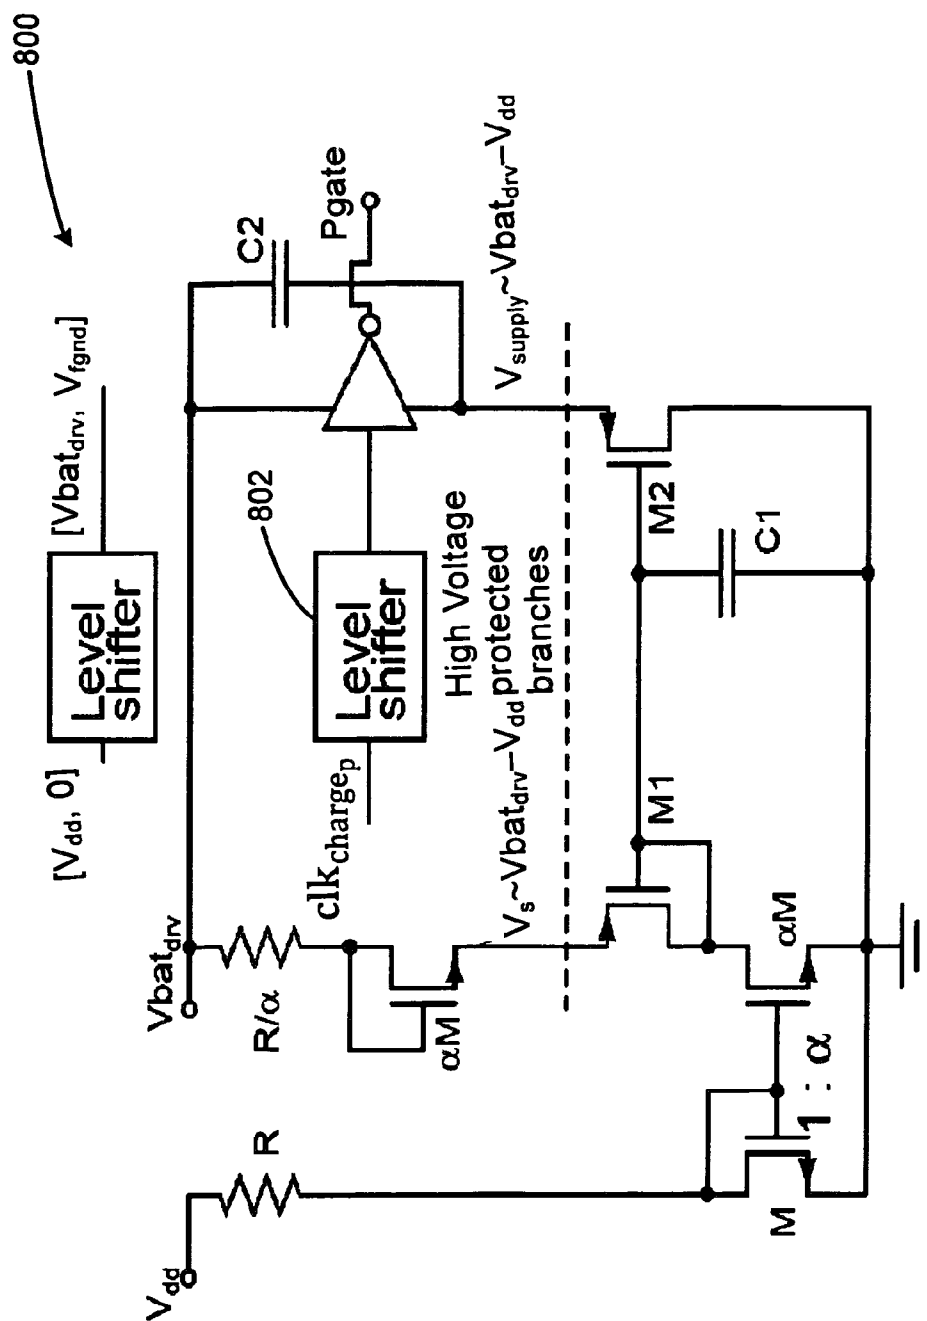 800
[V_dd, 0]
Level
shifter
[Vbat_drv, V_fgnd]
V_dd
R
Vbat_drv
R/α
αM
clk_charge_p
Level
shifter
802
C2
Pgate
V_s~Vbat_drv–V_dd
High Voltage
protected
branches
V_supply~Vbat_drv–V_dd
M
1 : α
αM
M1
C1
M2